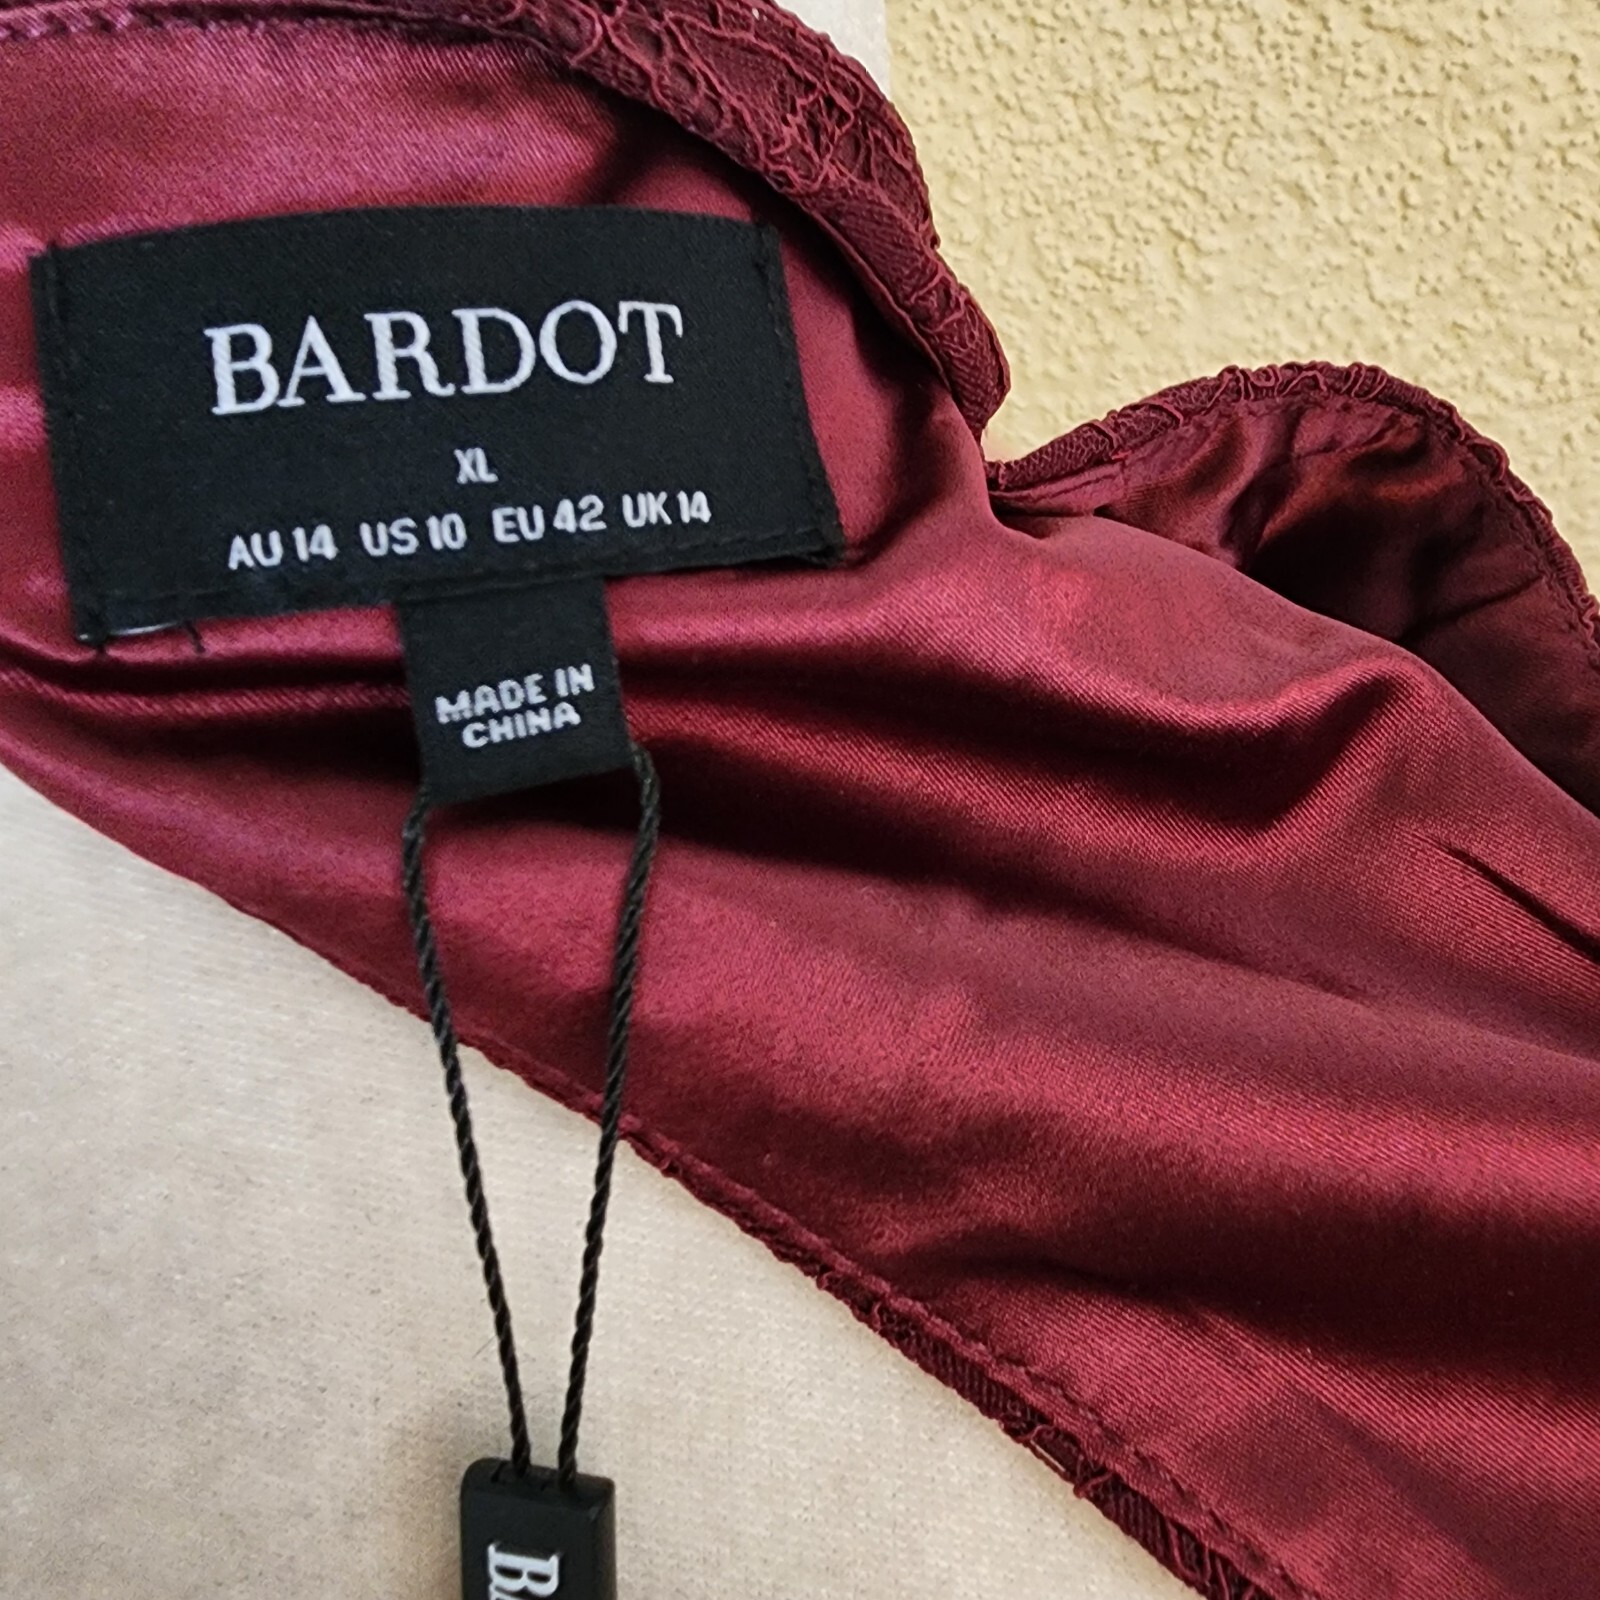 BARDOT
XL
AU 14 US 10 EU 42 UK 14
MADE IN
CHINA